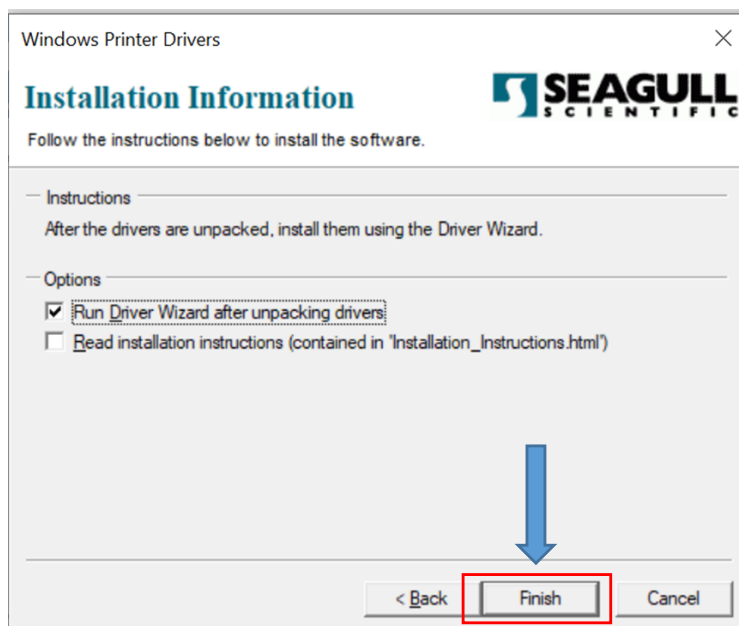 Windows Printer Drivers
Installation Information
SEAGULL
SCIENTIFIC
Follow the instructions below to install the software.
Instructions
After the drivers are unpacked, install them using the Driver Wizard.
Options
Run Driver Wizard after unpacking drivers
Read installation instructions (contained in 'Installation_Instructions.html')
< Back
Finish
Cancel